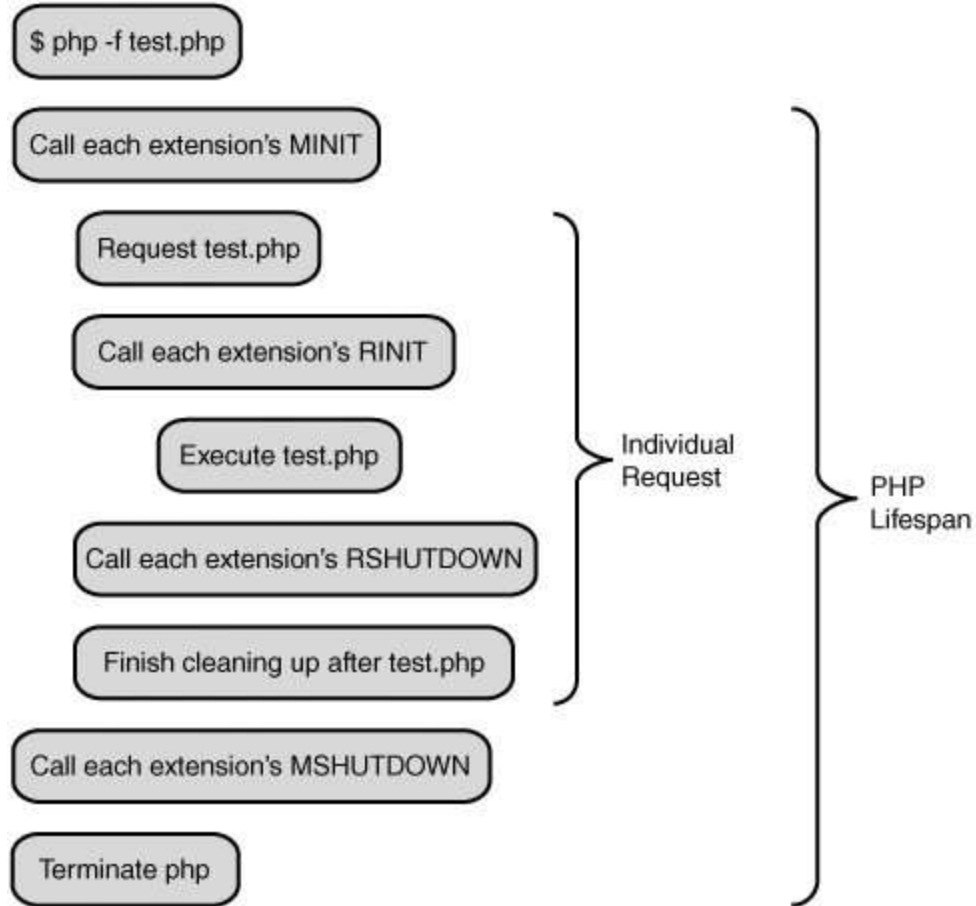 $ php -f test.php
Call each extension's MINIT
Request test.php
Call each extension's RINIT
Execute test.php
Call each extension's RSHUTDOWN
Finish cleaning up after test.php
Call each extension's MSHUTDOWN
Terminate php
Individual
Request
PHP
Lifespan